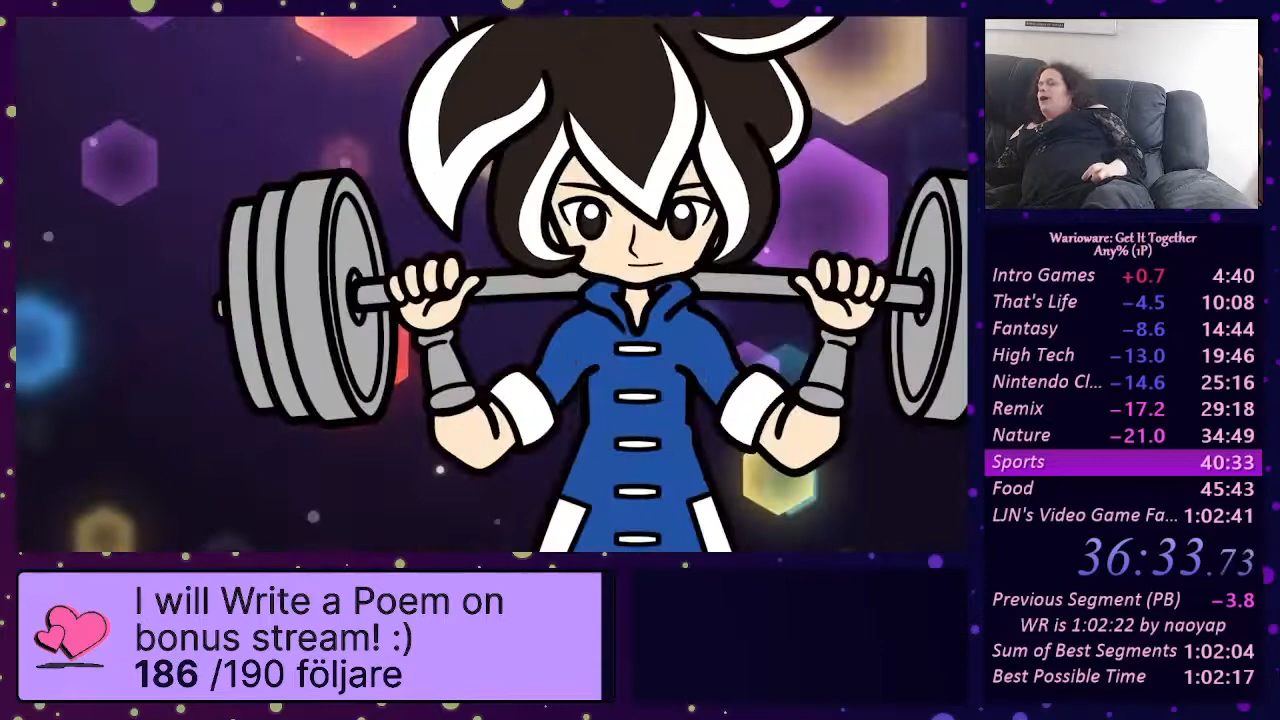 Warioware: Get It Together
Any% (1P)
Intro Games +0.7 4:40
That's Life −4.5 10:08
Fantasy −8.6 14:44
High Tech −13.0 19:46
Nintendo Cl... −14.6 25:16
Remix −17.2 29:18
Nature −21.0 34:49
Sports 40:33
Food 45:43
LJN's Video Game Fa... 1:02:41
36:33.73
Previous Segment (PB) −3.8
WR is 1:02:22 by naoyap
Sum of Best Segments 1:02:04
Best Possible Time 1:02:17
I will Write a Poem on
bonus stream! :)
186 /190 följare